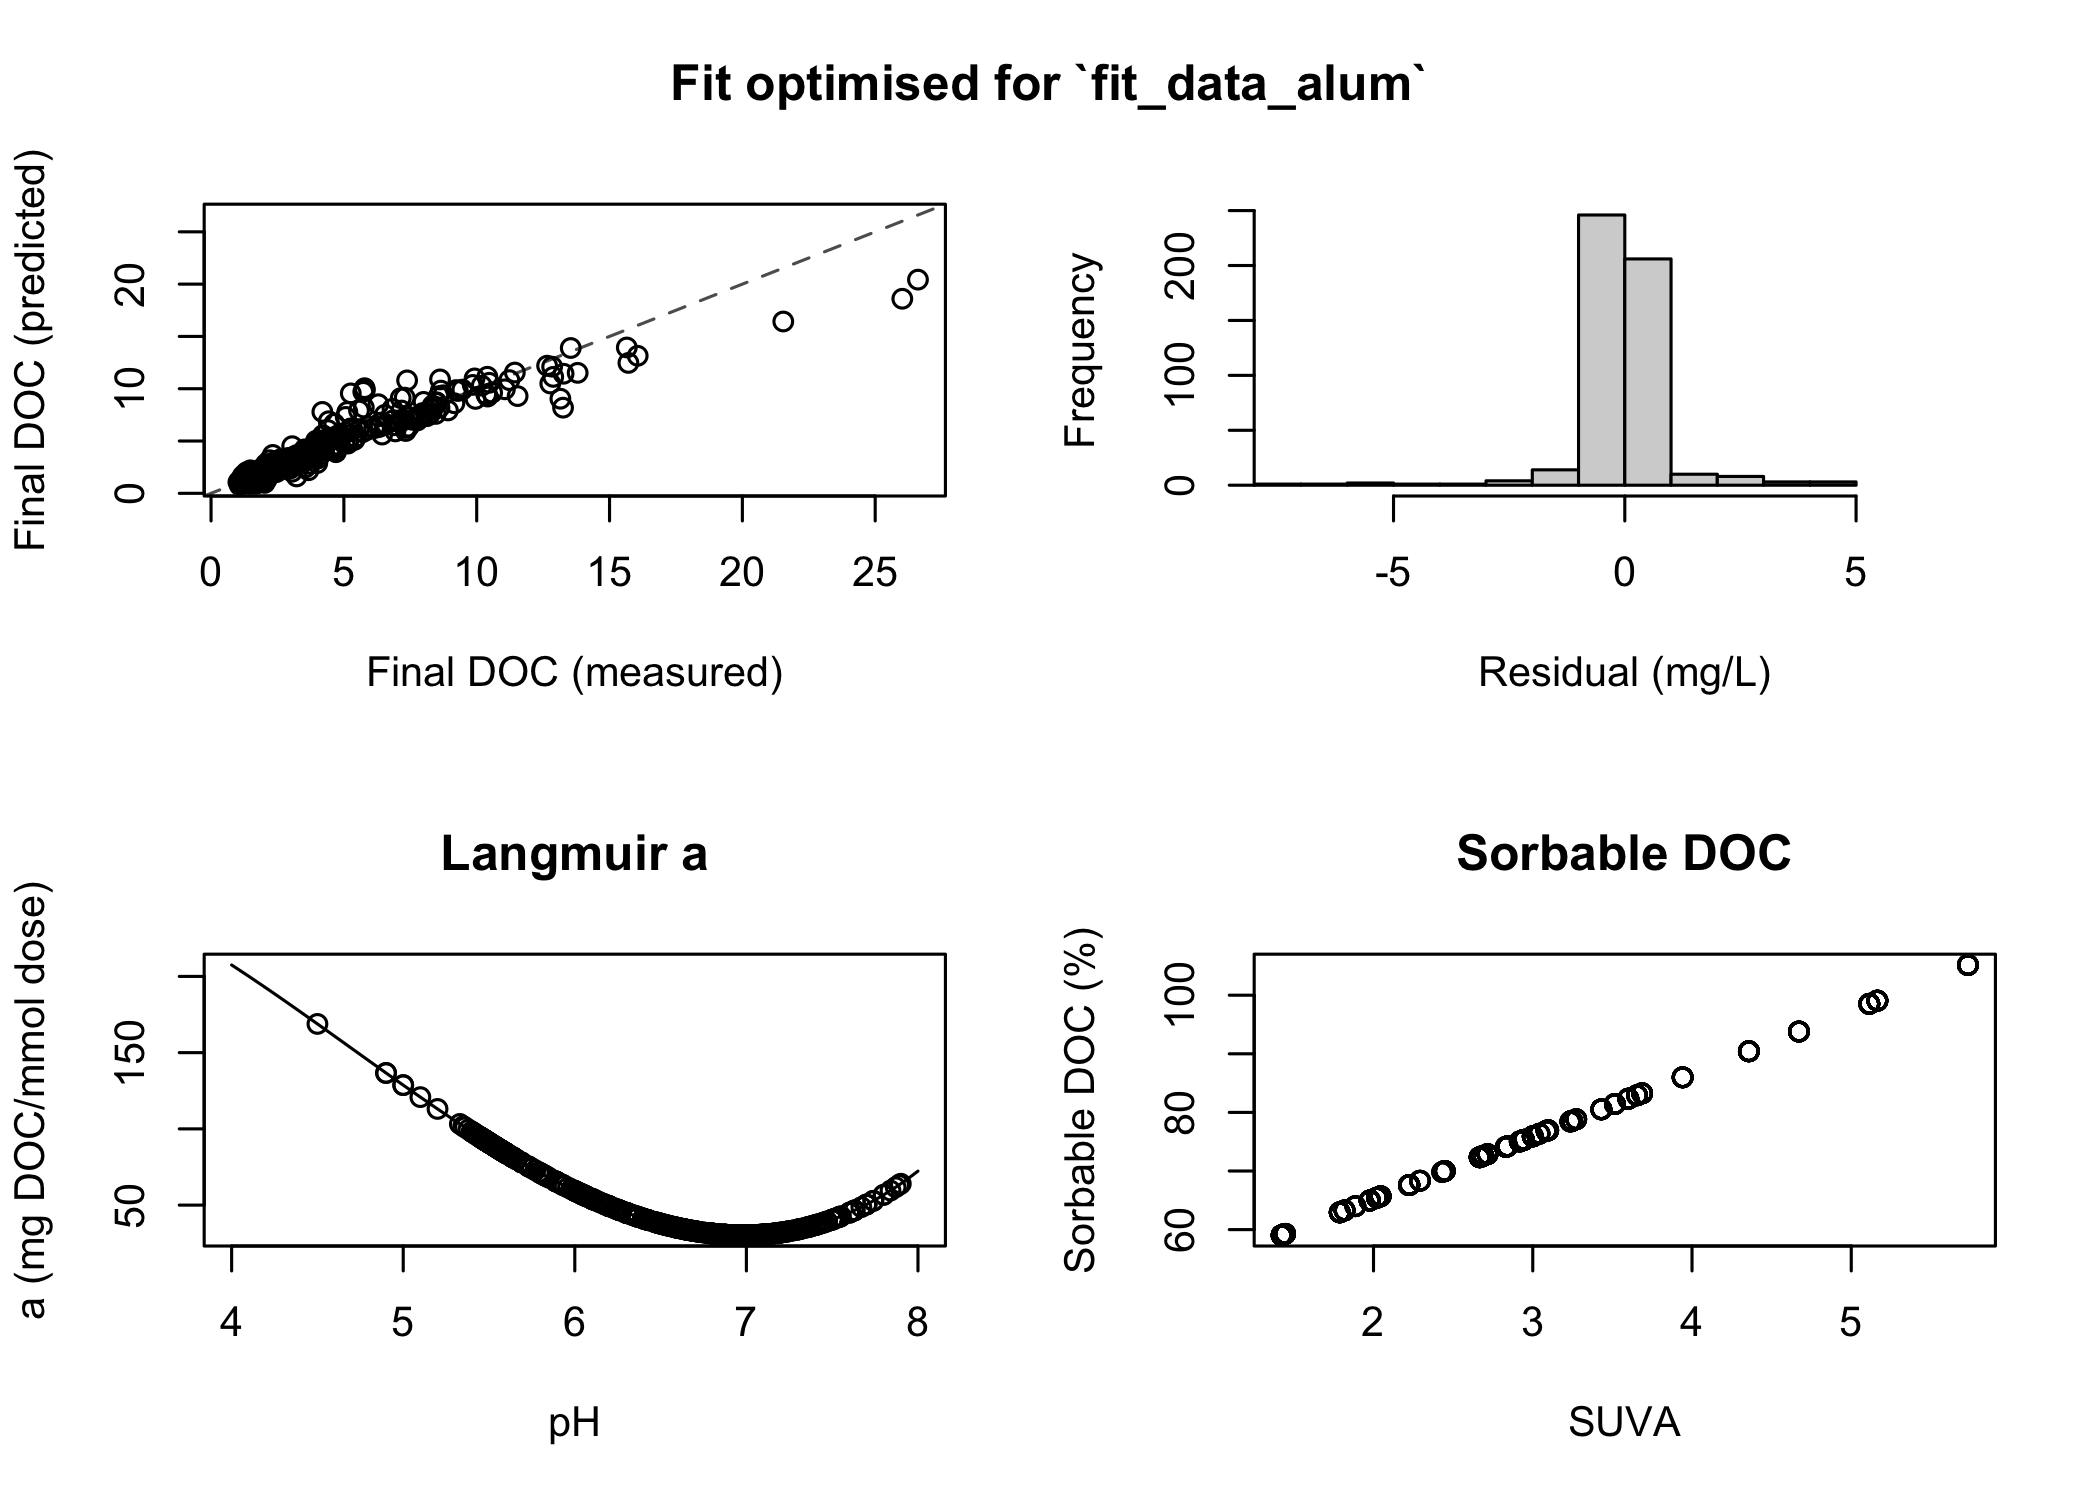 Fit optimised for `fit_data_alum`
Final DOC (predicted)
0 10 20
0 5 10 15 20 25
Final DOC (measured)
Frequency
0 100 200
-5 0 5
Residual (mg/L)
Langmuir a
a (mg DOC/mmol dose)
50 150
4 5 6 7 8
pH
Sorbable DOC
Sorbable DOC (%)
60 80 100
2 3 4 5
SUVA